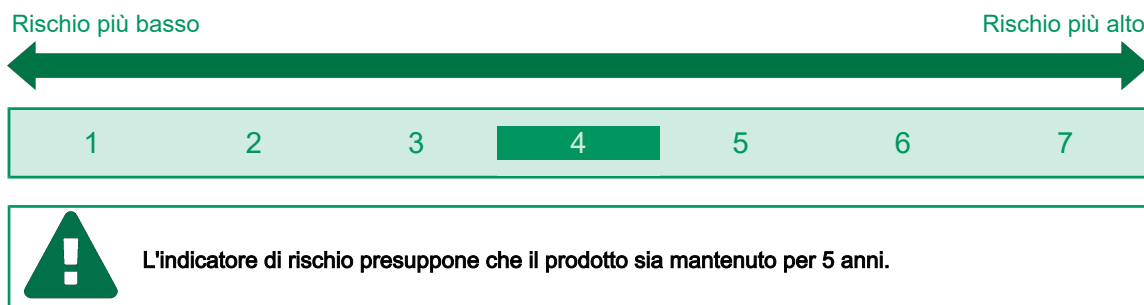 Rischio più basso Rischio più alto
1 2 3 4 5 6 7
L'indicatore di rischio presuppone che il prodotto sia mantenuto per 5 anni.